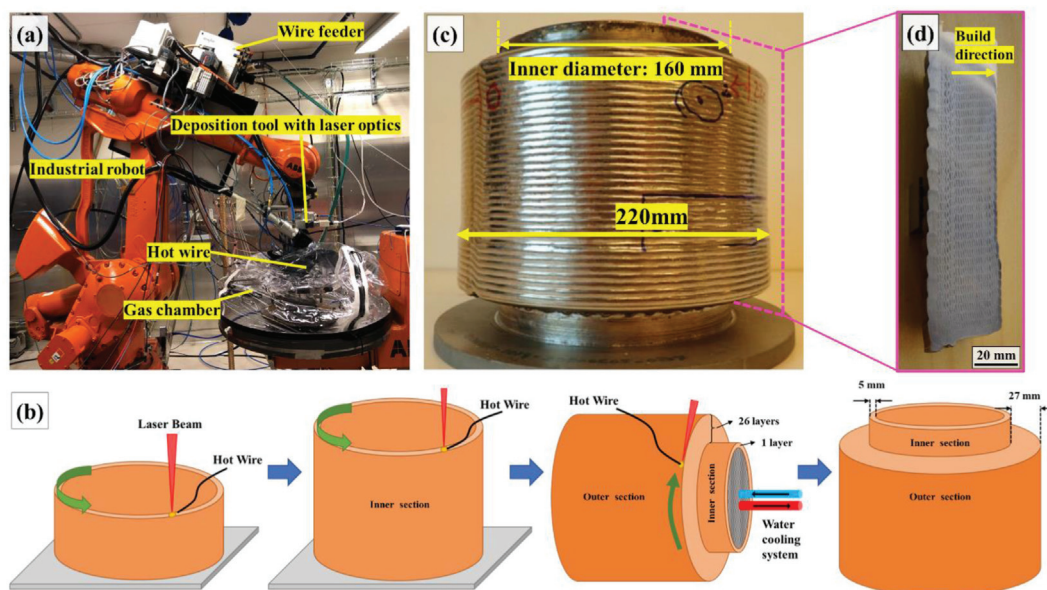 (a)
Wire feeder
Deposition tool with laser optics
Industrial robot
Hot wire
Gas chamber
(c)
Inner diameter: 160 mm
220mm
(d)
Build
direction
20 mm
(b)
Laser Beam
Hot Wire
Hot Wire
Inner section
Hot Wire
26 layers
1 layer
Outer section
Inner section
Water
cooling
system
5 mm
27 mm
Inner section
Outer section